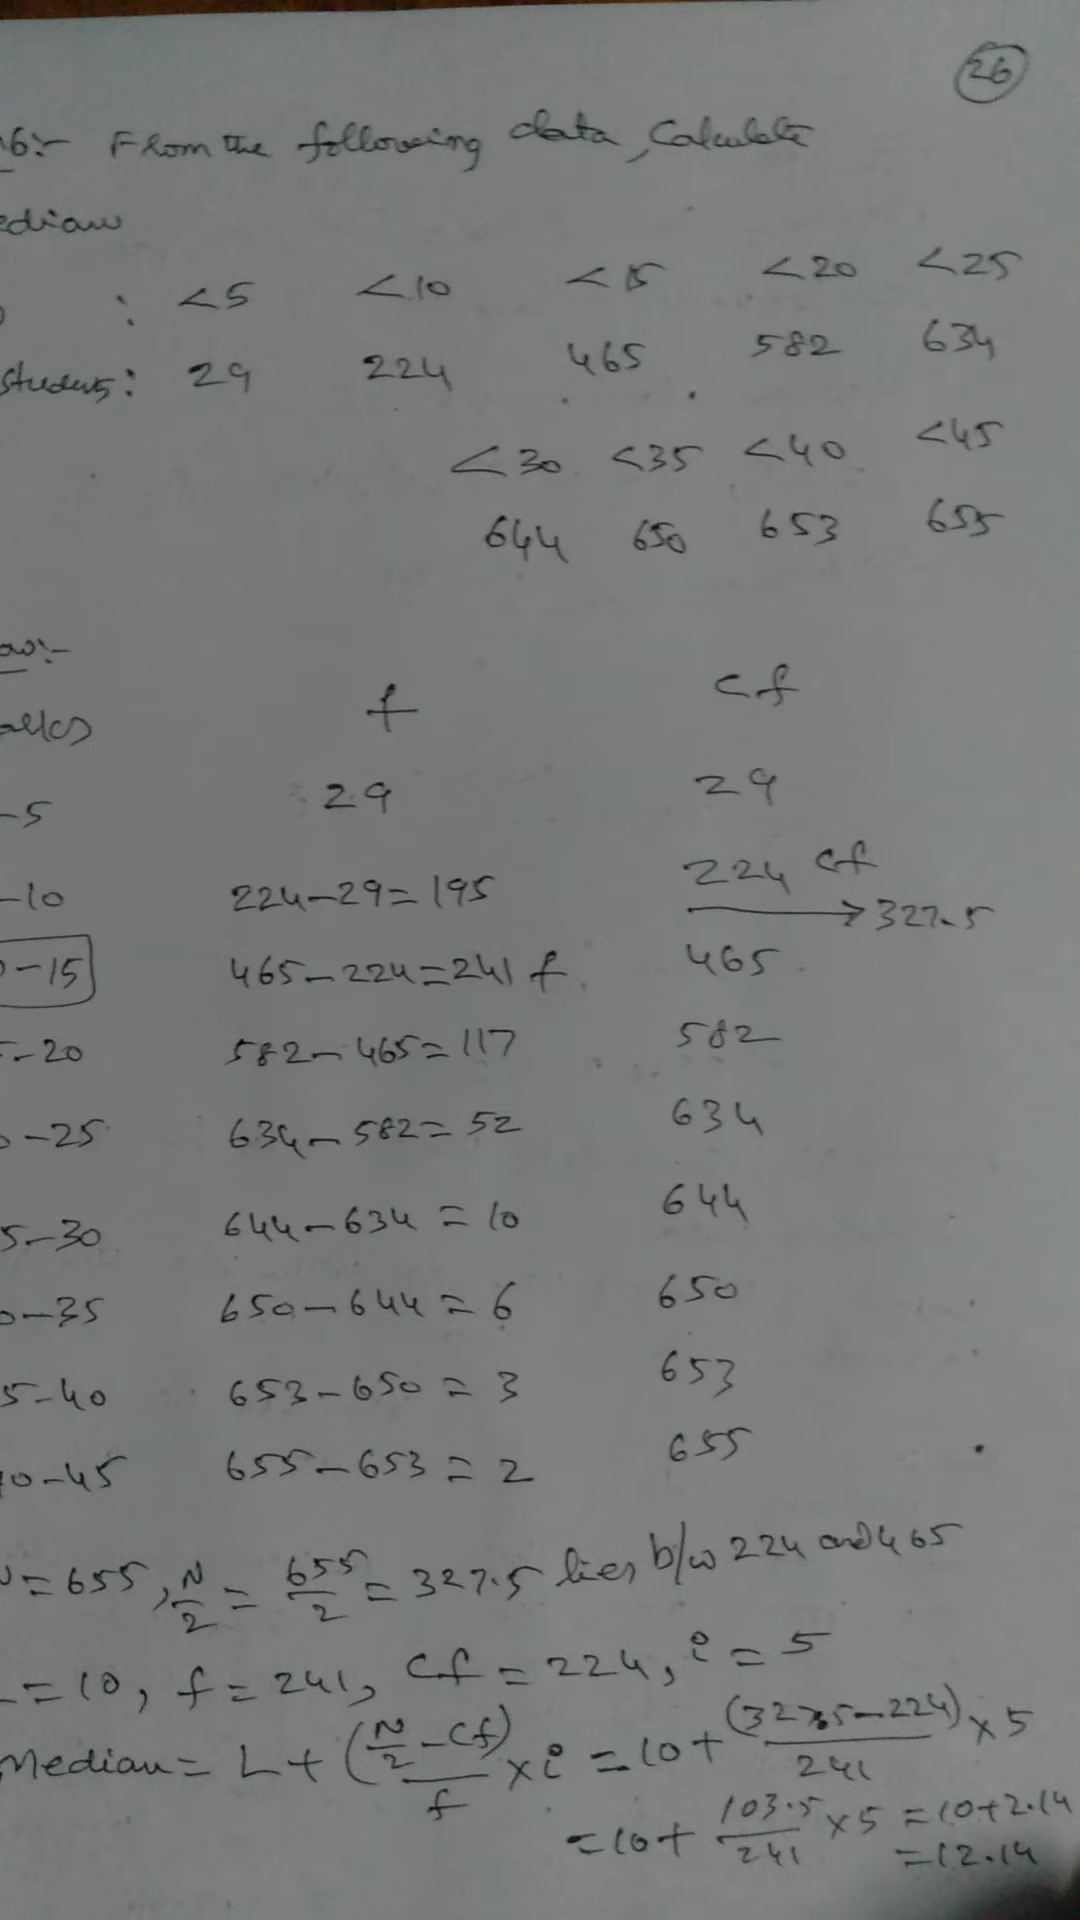 26
6:- From the following data, Calculate
edian
: <5 <10 <15 <20 <25
students: 29 224 465 582 634
<30 <35 <40 <45
644 650 653 655
f cf
-5 29 29
-10 224-29=195 224 cf
→327.5
-15 465-224=241 f 465
-20 582-465=117 582
-25 634-582=52 634
5-30 644-634=10 644
0-35 650-644=6 650
5-40 653-650=3 653
0-45 655-653=2 655
=655, N/2 = 655/2 = 327.5 lies b/w 224 and 465
=10, f=241, cf=224, i=5
Median = L+(N/2-cf)/f ×i = 10+(327.5-224)/241 ×5
=10+ 103.5/241 ×5 =10+2.14
=12.14